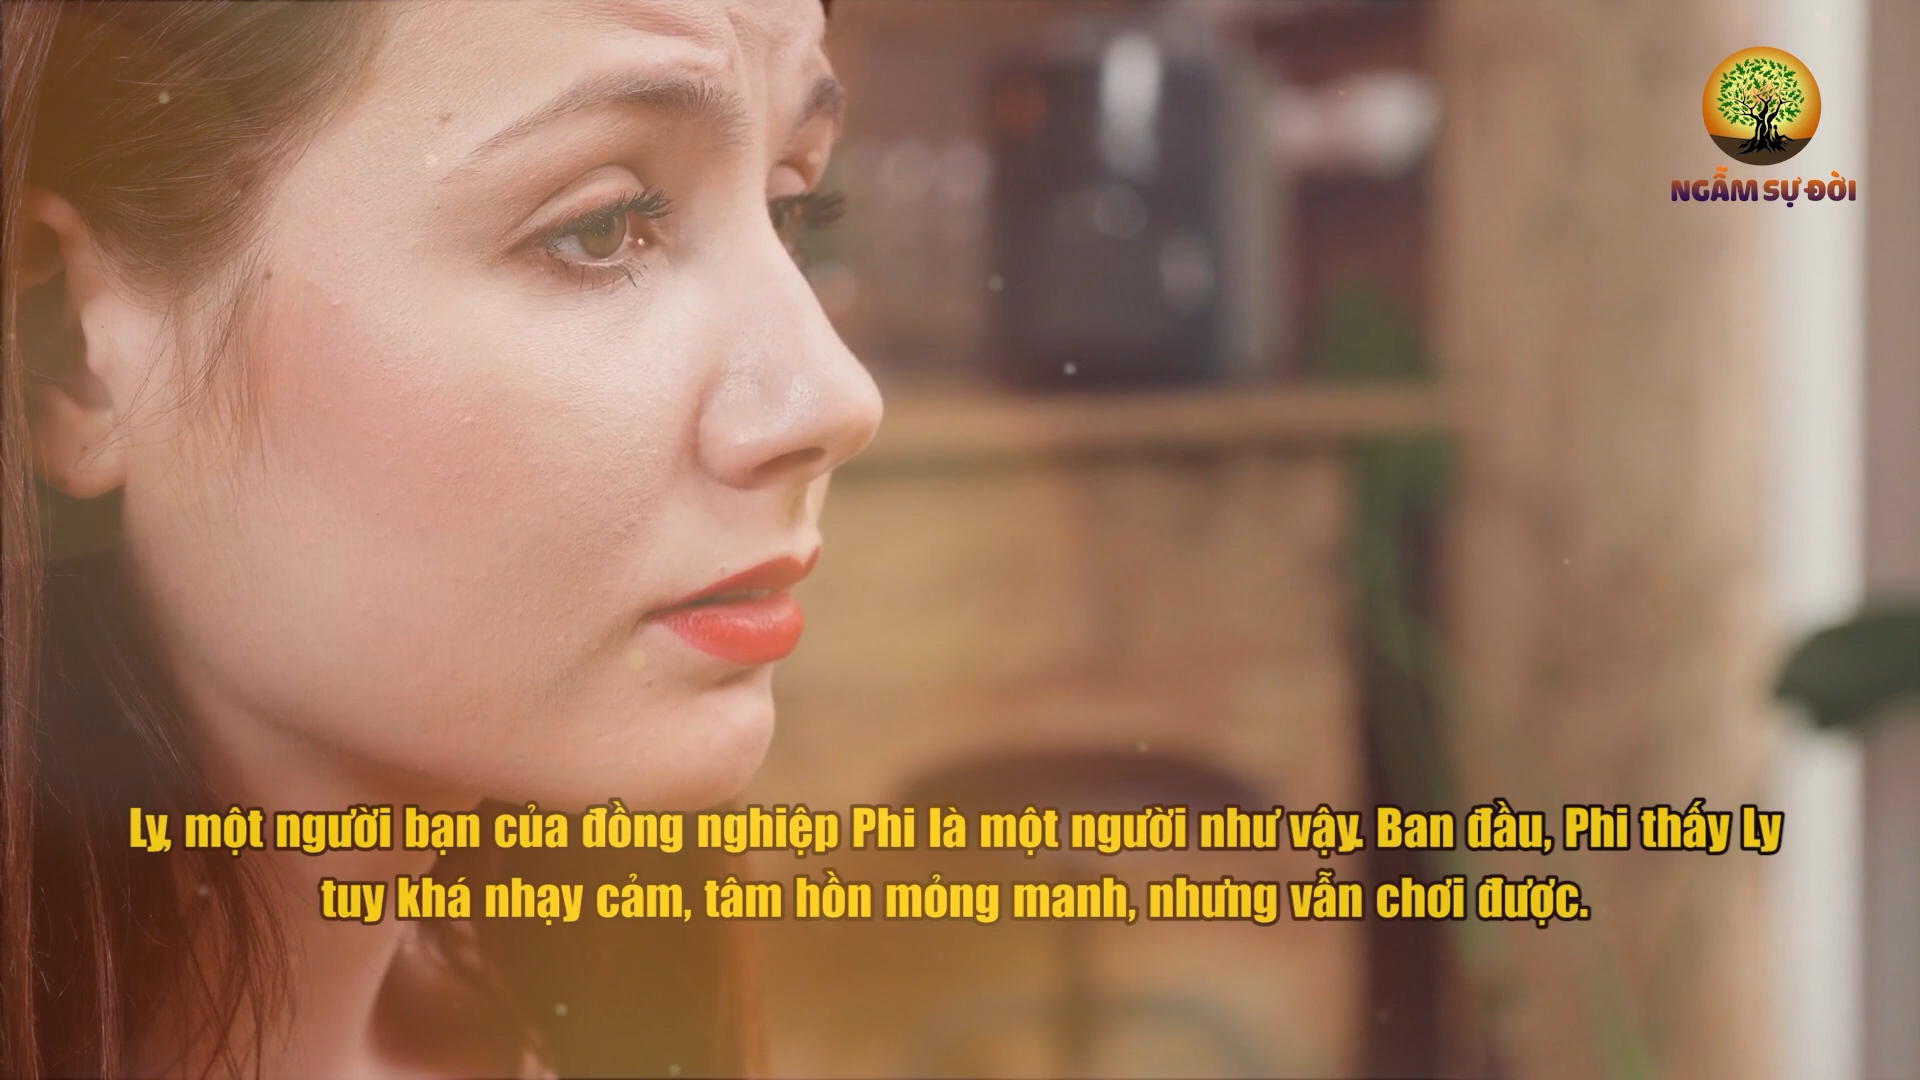 NGẪM SỰ ĐỜI
Ly, một người bạn của đồng nghiệp Phi là một người như vậy. Ban đầu, Phi thấy Ly
tuy khá nhạy cảm, tâm hồn mỏng manh, nhưng vẫn chơi được.